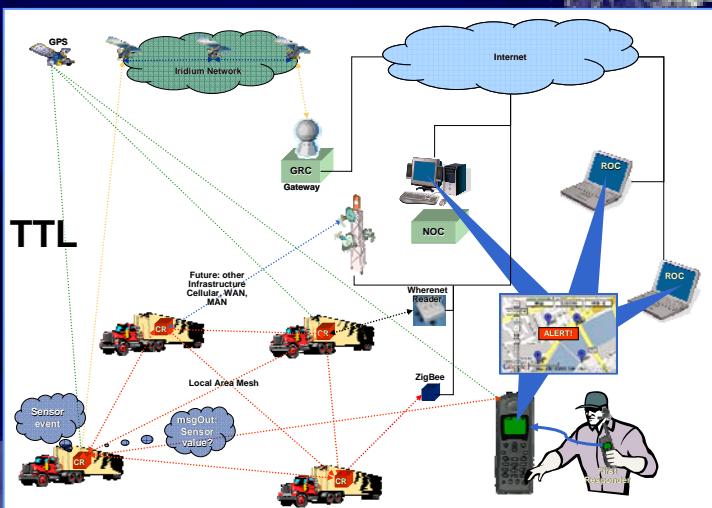 GPS
Iridium Network
Internet
GRC
Gateway
NOC
ROC
ROC
TTL
Future: other
Infrastructure
Cellular, WAN,
MAN
Wherenet
Reader
ALERT!
CR
CR
Local Area Mesh
ZigBee
Sensor
event
msgOut:
Sensor
value?
CR
CR
First
Responder